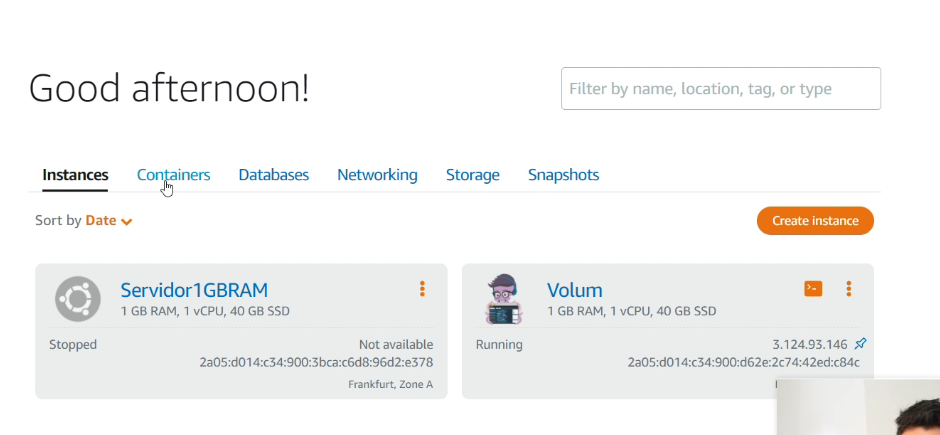 Good afternoon!
Filter by name, location, tag, or type
Instances Containers Databases Networking Storage Snapshots
Sort by Date
Create instance
Servidor1GBRAM
1 GB RAM, 1 vCPU, 40 GB SSD
Stopped
Not available
2a05:d014:c34:900:3bca:c6d8:96d2:e378
Frankfurt, Zone A
Volum
1 GB RAM, 1 vCPU, 40 GB SSD
Running
3.124.93.146
2a05:d014:c34:900:d62e:2c74:42ed:c84c